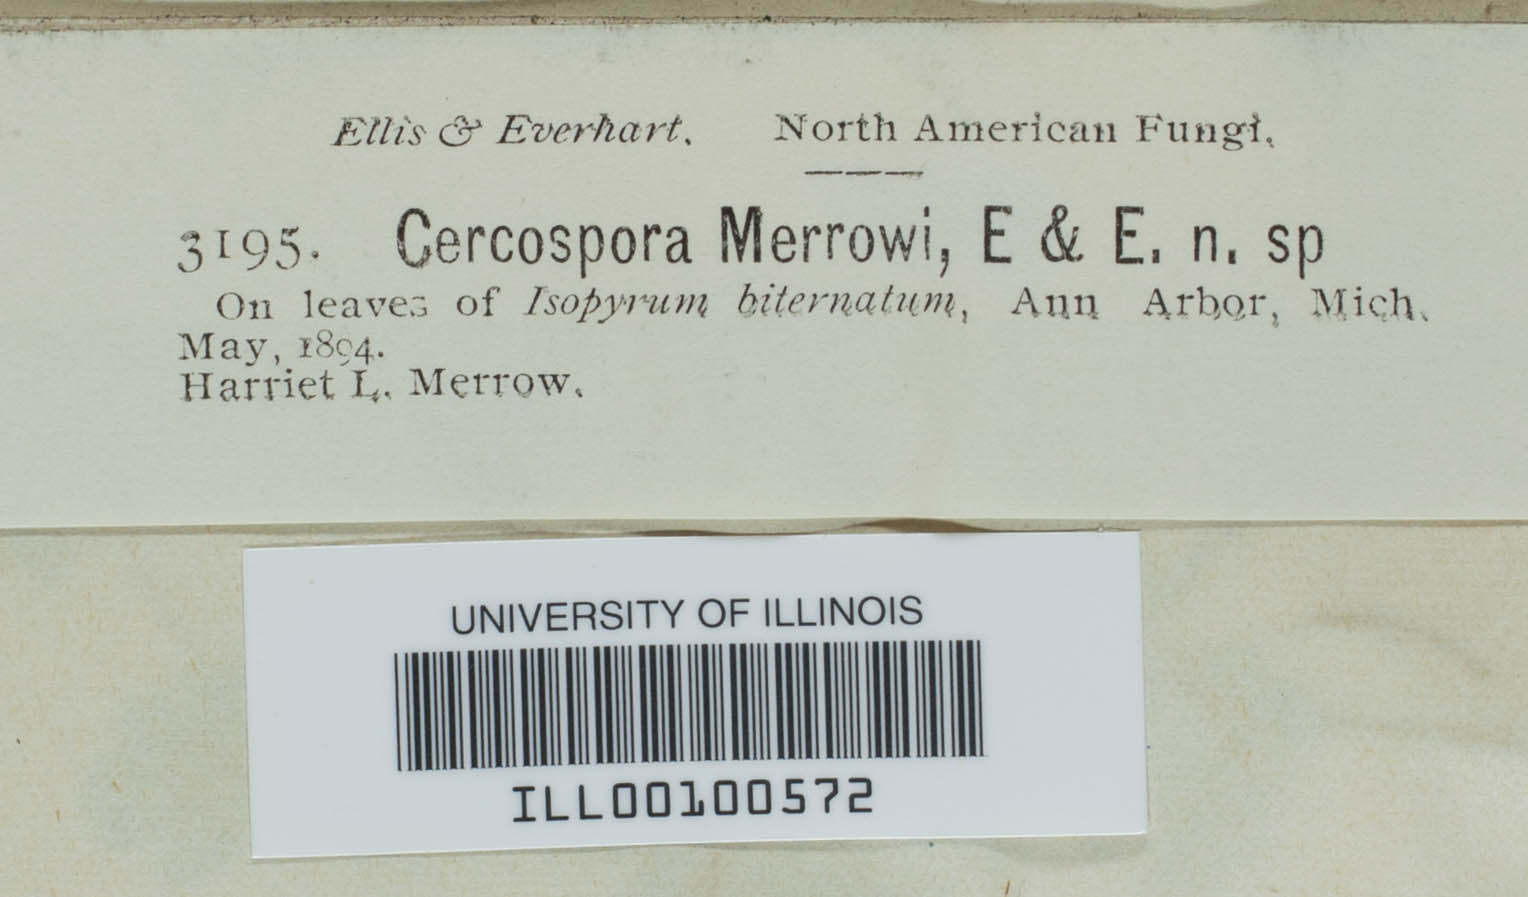 Ellis & Everhart. North American Fungi.
3195. Cercospora Merrowi, E & E. n. sp
On leaves of Isopyrum biternatum, Ann Arbor, Mich.
May, 1894.
Harriet L. Merrow.
UNIVERSITY OF ILLINOIS
ILL00100572